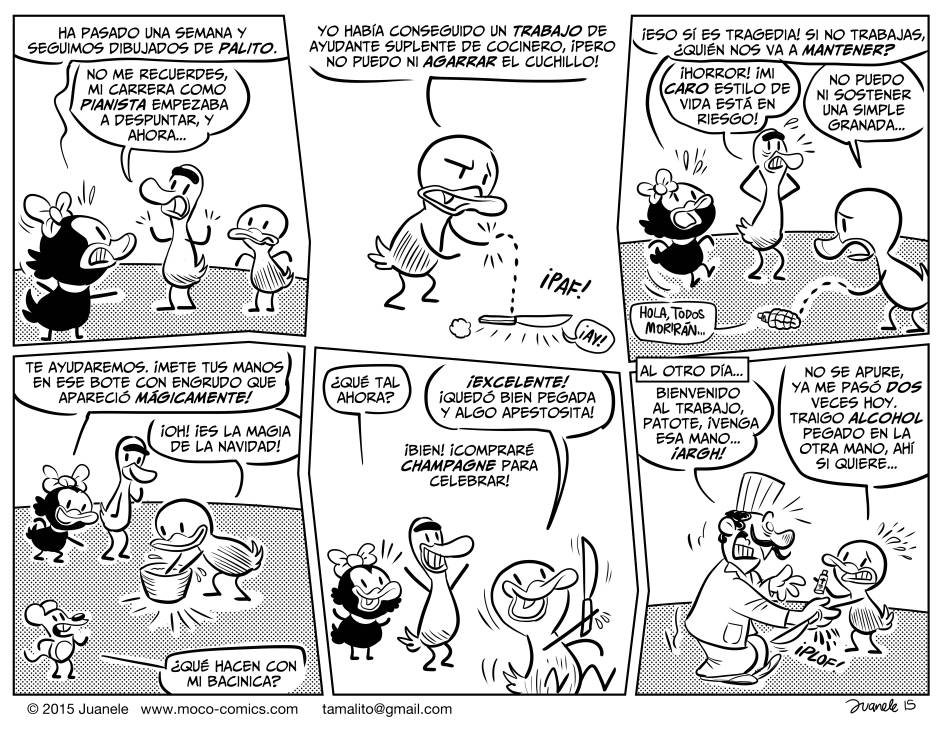 HA PASADO UNA SEMANA Y
SEGUIMOS DIBUJADOS DE PALITO.
NO ME RECUERDES,
MI CARRERA COMO
PIANISTA EMPEZABA
A DESPUNTAR, Y
AHORA...
YO HABÍA CONSEGUIDO UN TRABAJO DE
AYUDANTE SUPLENTE DE COCINERO, ¡PERO
NO PUEDO NI AGARRAR EL CUCHILLO!
¡PAF!
¡AY!
¡ESO SÍ ES TRAGEDIA! SI NO TRABAJAS,
¿QUIÉN NOS VA A MANTENER?
¡HORROR! ¡MI
CARO ESTILO DE
VIDA ESTÁ EN
RIESGO!
NO PUEDO
NI SOSTENER
UNA SIMPLE
GRANADA...
HOLA, TODOS
MORIRÁN...
TE AYUDAREMOS. ¡METE TUS MANOS
EN ESE BOTE CON ENGRUDO QUE
APARECIÓ MÁGICAMENTE!
¡OH! ¡ES LA MAGIA
DE LA NAVIDAD!
¿QUÉ HACEN CON
MI BACINICA?
¿QUÉ TAL
AHORA?
¡EXCELENTE!
¡QUEDÓ BIEN PEGADA
Y ALGO APESTOSITA!
¡BIEN! ¡COMPRARÉ
CHAMPAGNE PARA
CELEBRAR!
AL OTRO DÍA...
BIENVENIDO
AL TRABAJO,
PATOTE, ¡VENGA
ESA MANO...
¡ARGH!
NO SE APURE,
YA ME PASÓ DOS
VECES HOY.
TRAIGO ALCOHOL
PEGADO EN LA
OTRA MANO, AHÍ
SI QUIERE...
¡PLOF!
© 2015 Juanele www.moco-comics.com tamalito@gmail.com
Juanele 15